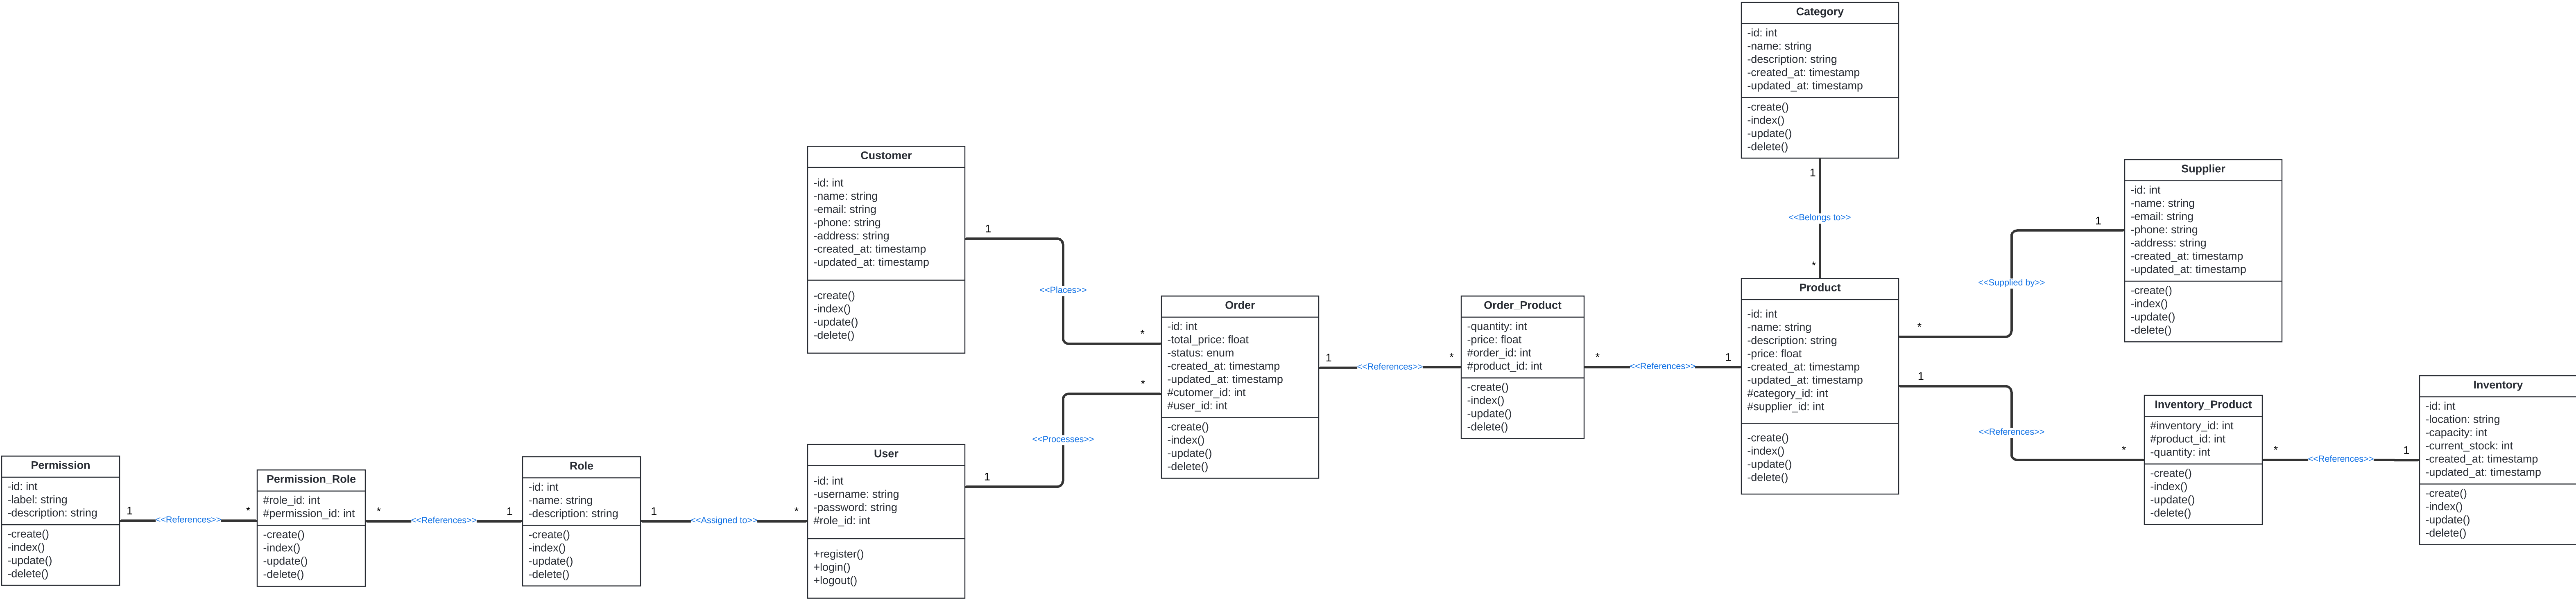 Category
-id: int
-name: string
-description: string
-created_at: timestamp
-updated_at: timestamp
-create()
-index()
-update()
-delete()
1
<<Belongs to>>
*
Customer
-id: int
-name: string
-email: string
-phone: string
-address: string
-created_at: timestamp
-updated_at: timestamp
-create()
-index()
-update()
-delete()
1
<<Places>>
*
Supplier
-id: int
-name: string
-email: string
-phone: string
-address: string
-created_at: timestamp
-updated_at: timestamp
-create()
-index()
-update()
-delete()
1
<<Supplied by>>
*
Permission
-id: int
-label: string
-description: string
-create()
-index()
-update()
-delete()
1
<<References>>
*
Permission_Role
#role_id: int
#permission_id: int
-create()
-index()
-update()
-delete()
*
<<References>>
1
Role
-id: int
-name: string
-description: string
-create()
-index()
-update()
-delete()
1
<<Assigned to>>
*
User
-id: int
-username: string
-password: string
#role_id: int
+register()
+login()
+logout()
1
<<Processes>>
*
Order
-id: int
-total_price: float
-status: enum
-created_at: timestamp
-updated_at: timestamp
#cutomer_id: int
#user_id: int
-create()
-index()
-update()
-delete()
1
<<References>>
*
Order_Product
-quantity: int
-price: float
#order_id: int
#product_id: int
-create()
-index()
-update()
-delete()
*
<<References>>
1
Product
-id: int
-name: string
-description: string
-price: float
-created_at: timestamp
-updated_at: timestamp
#category_id: int
#supplier_id: int
-create()
-index()
-update()
-delete()
1
<<References>>
*
Inventory_Product
#inventory_id: int
#product_id: int
-quantity: int
-create()
-index()
-update()
-delete()
*
<<References>>
1
Inventory
-id: int
-location: string
-capacity: int
-current_stock: int
-created_at: timestamp
-updated_at: timestamp
-create()
-index()
-update()
-delete()